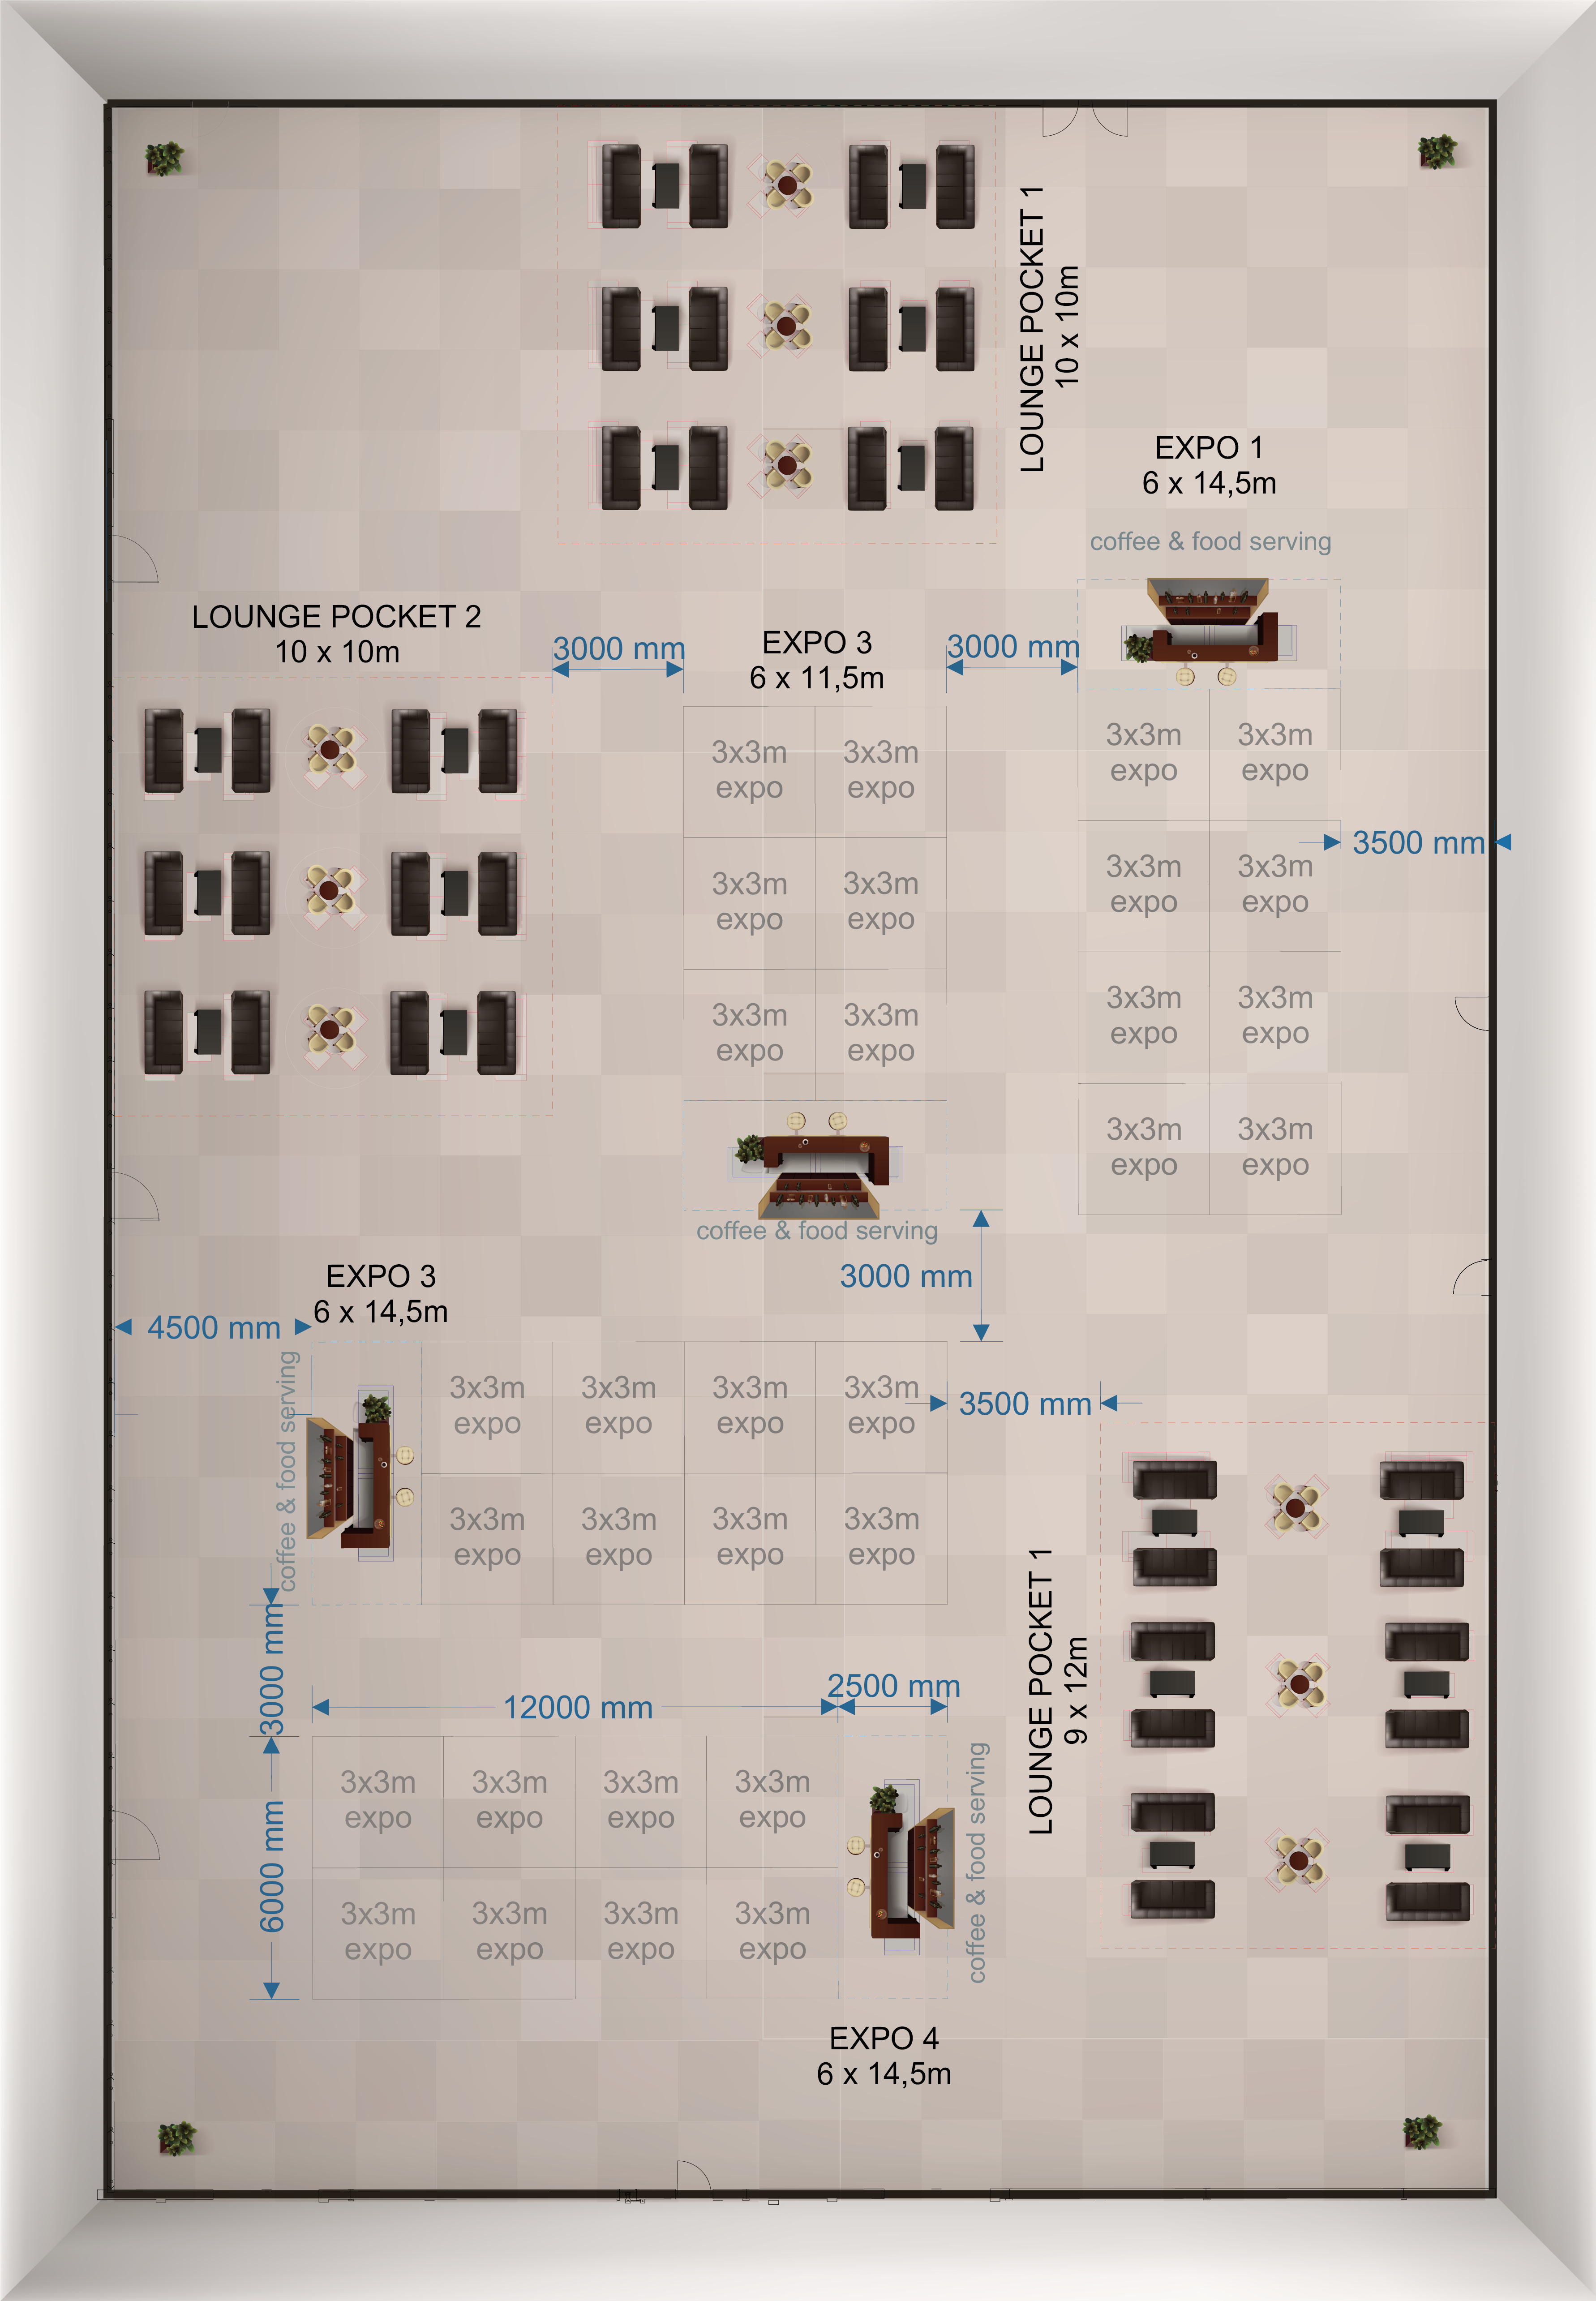 LOUNGE POCKET 1
10 x 10m
EXPO 1
6 x 14,5m
coffee & food serving
LOUNGE POCKET 2
10 x 10m
3000 mm
EXPO 3
6 x 11,5m
3000 mm
3x3m
expo
3x3m
expo
3x3m
expo
3x3m
expo
3x3m
expo
3x3m
expo
3x3m
expo
3x3m
expo
3500 mm
3x3m
expo
3x3m
expo
3x3m
expo
3x3m
expo
3x3m
expo
3x3m
expo
coffee & food serving
3000 mm
EXPO 3
6 x 14,5m
4500 mm
coffee & food serving
3x3m
expo
3x3m
expo
3x3m
expo
3x3m
expo
3500 mm
3x3m
expo
3x3m
expo
3x3m
expo
3x3m
expo
LOUNGE POCKET 1
9 x 12m
3000 mm
12000 mm
2500 mm
6000 mm
3x3m
expo
3x3m
expo
3x3m
expo
3x3m
expo
3x3m
expo
3x3m
expo
3x3m
expo
3x3m
expo
coffee & food serving
EXPO 4
6 x 14,5m